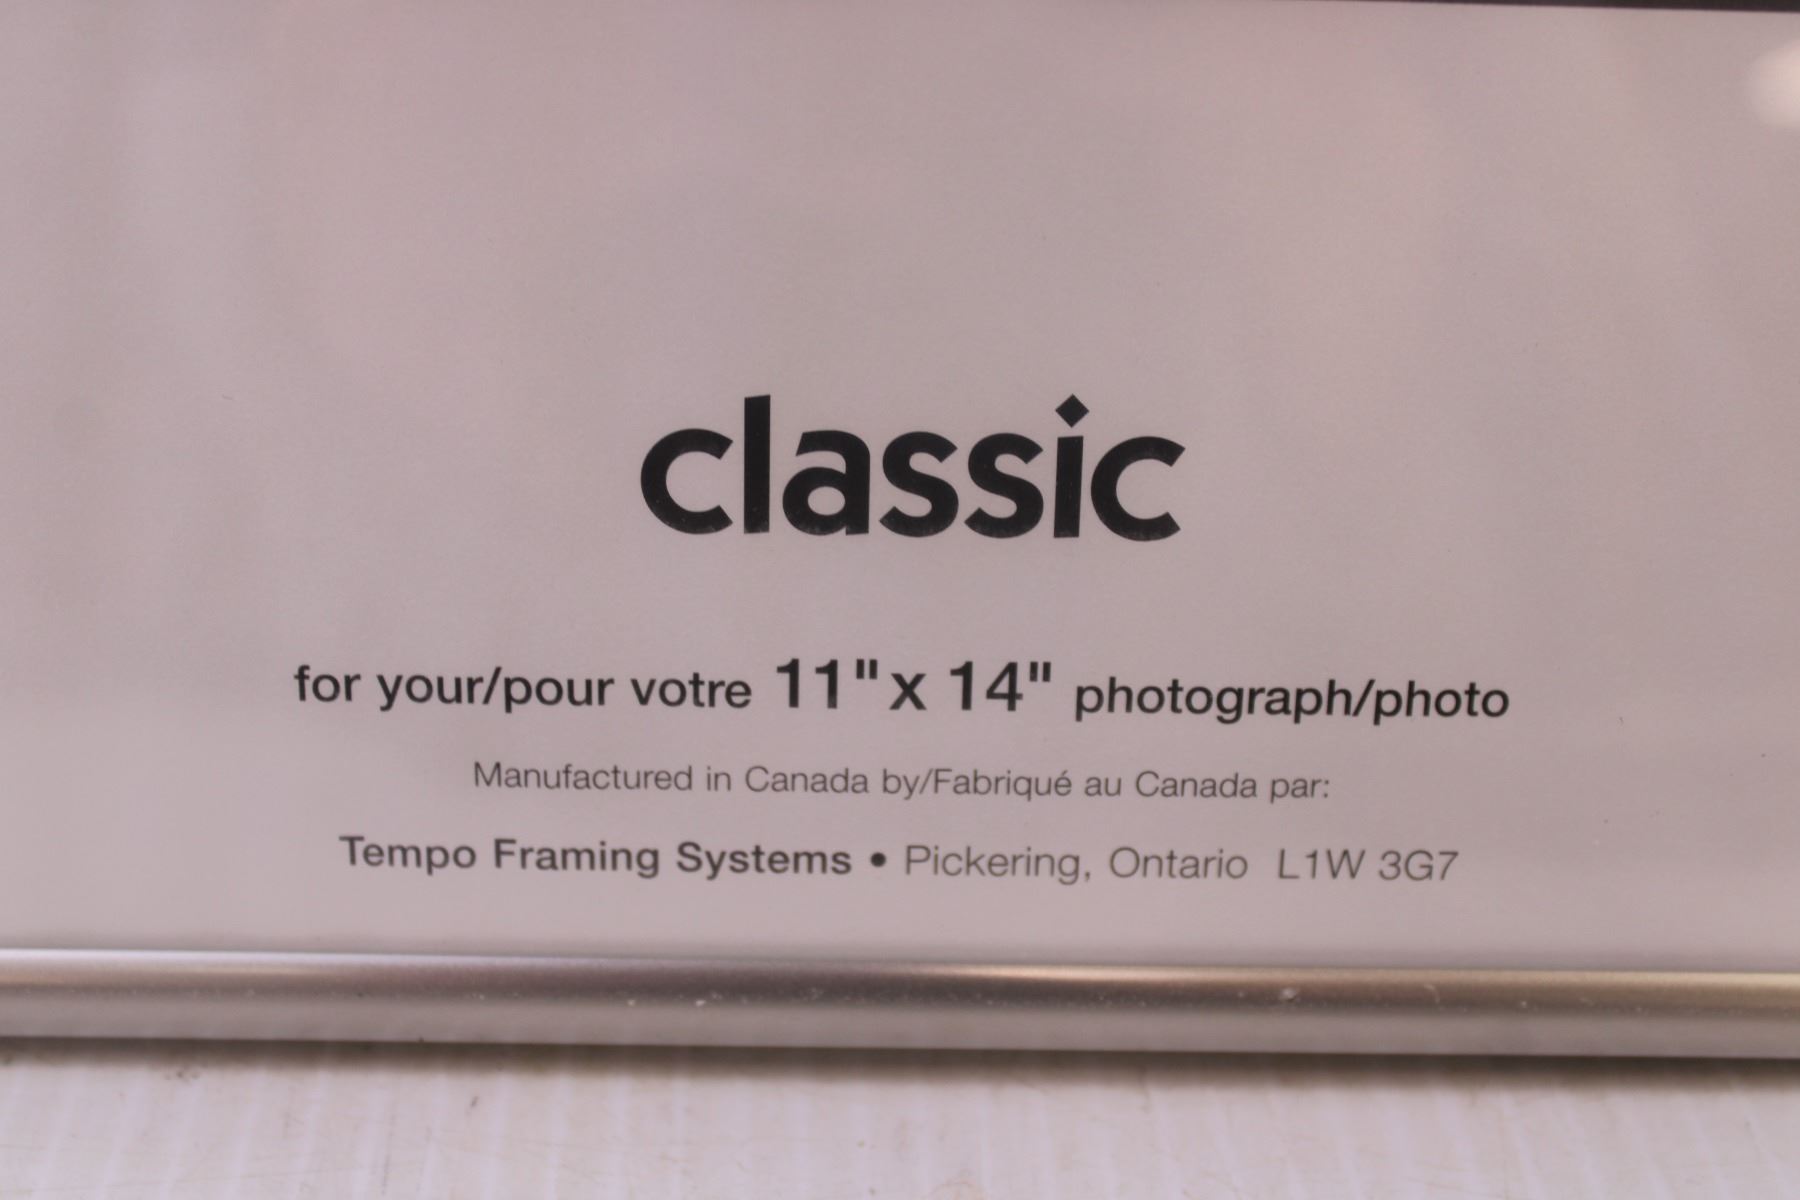 classic
for your/pour votre 11" x 14" photograph/photo
Manufactured in Canada by/Fabriqué au Canada par:
Tempo Framing Systems • Pickering, Ontario L1W 3G7